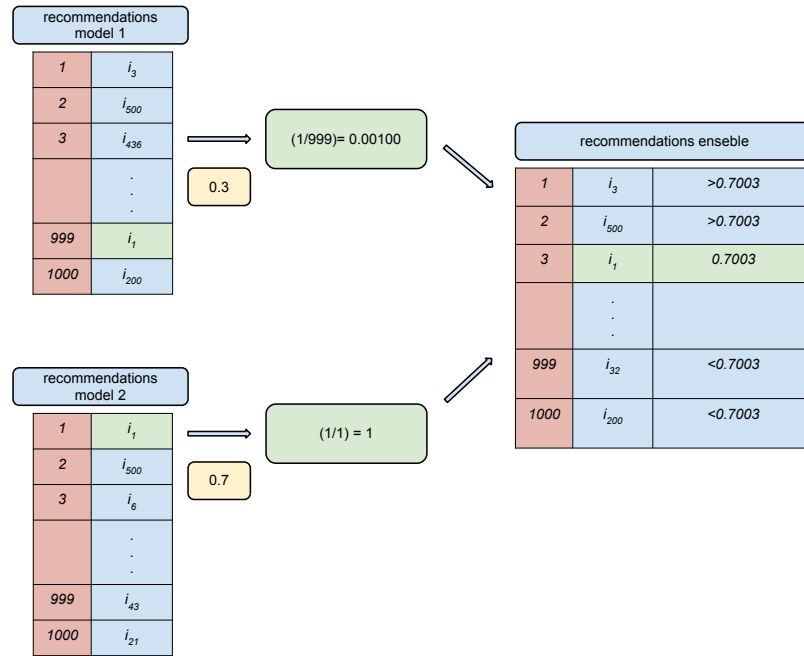 recommendations
model 1
1 i₃
2 i₅₀₀
3 i₄₃₆
.
.
.
999 i₁
1000 i₂₀₀
0.3
(1/999)= 0.00100
recommendations
model 2
1 i₁
2 i₅₀₀
3 i₆
.
.
.
999 i₄₃
1000 i₂₁
0.7
(1/1) = 1
recommendations enseble
1 i₃ >0.7003
2 i₅₀₀ >0.7003
3 i₁ 0.7003
.
.
.
999 i₃₂ <0.7003
1000 i₂₀₀ <0.7003